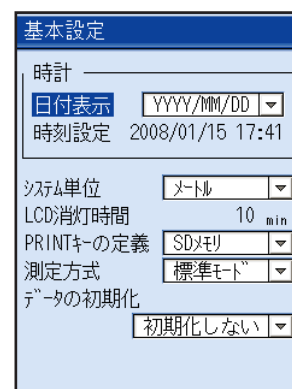 基本設定
時計
日付表示 YYYY/MM/DD
時刻設定 2008/01/15 17:41
ｼｽﾃﾑ単位 ﾒｰﾄﾙ
LCD消灯時間 10 min
PRINTｷｰの定義 SDﾒﾓﾘ
測定方式 標準ﾓｰﾄﾞ
ﾃﾞｰﾀの初期化
初期化しない